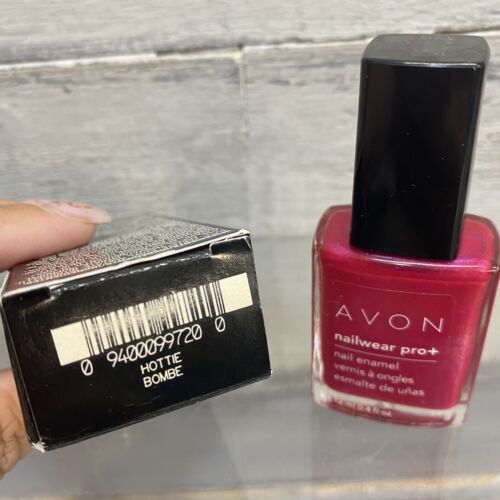 0 9400099720 0
HOTTIE
BOMBE
AVON
nailwear pro+
nail enamel
vernis à ongles
esmalte de uñas